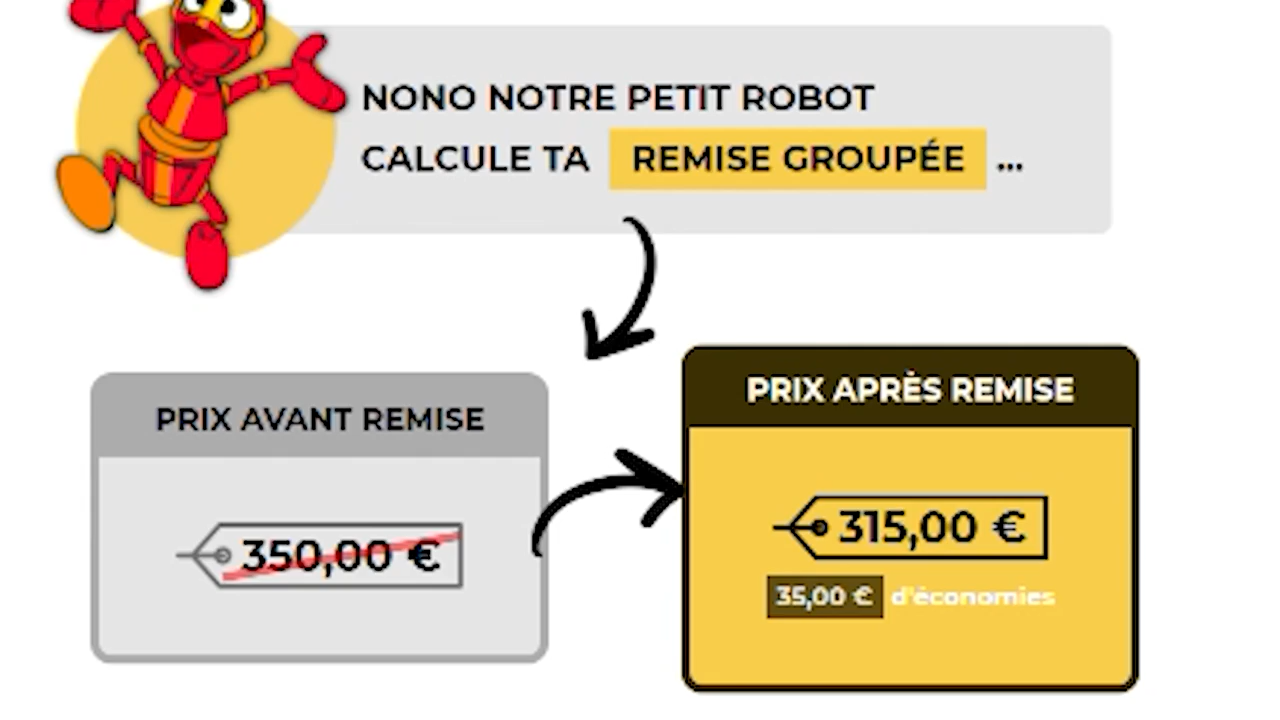 NONO NOTRE PETIT ROBOT
CALCULE TA REMISE GROUPÉE ...
PRIX AVANT REMISE
350,00 €
PRIX APRÈS REMISE
315,00 €
35,00 € d'économies